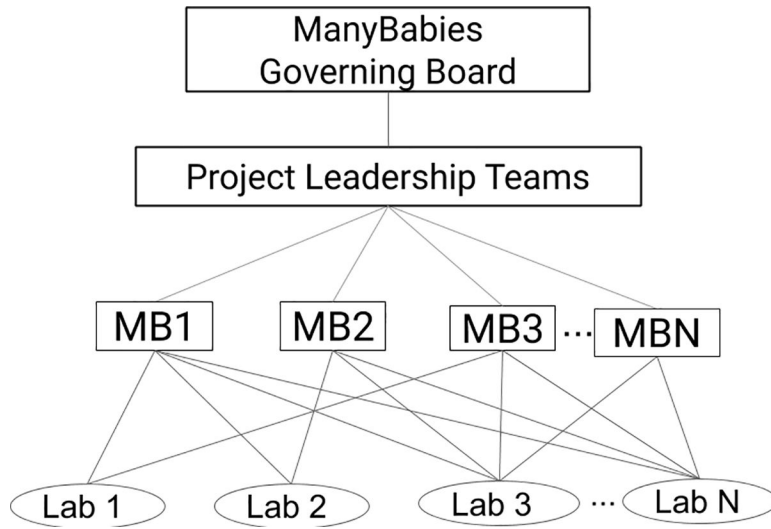 ManyBabies
Governing Board
Project Leadership Teams
MB1 MB2 MB3 ... MBN
Lab 1 Lab 2 Lab 3 ... Lab N